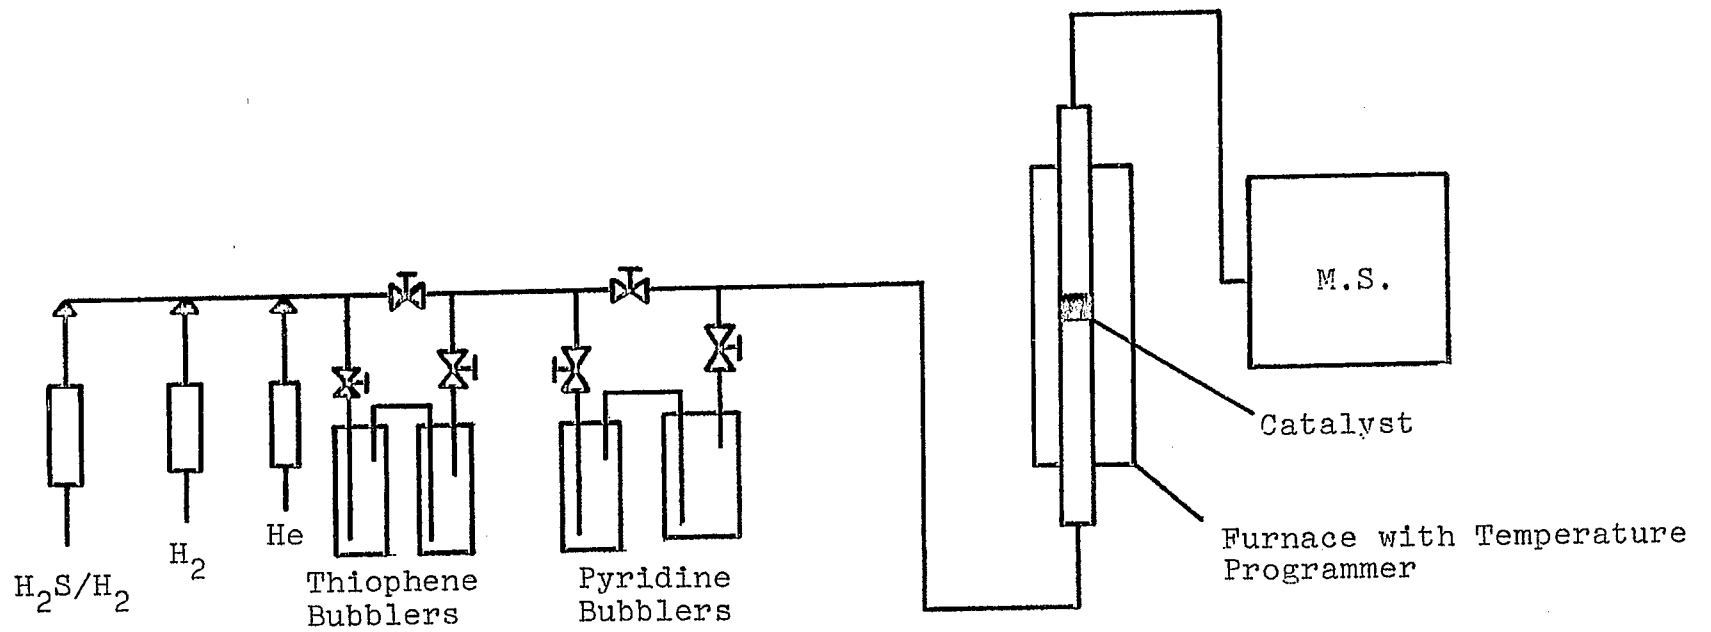 M.S.
Catalyst
Furnace with Temperature
Programmer
He
H2
H2S/H2
Thiophene
Bubblers
Pyridine
Bubblers